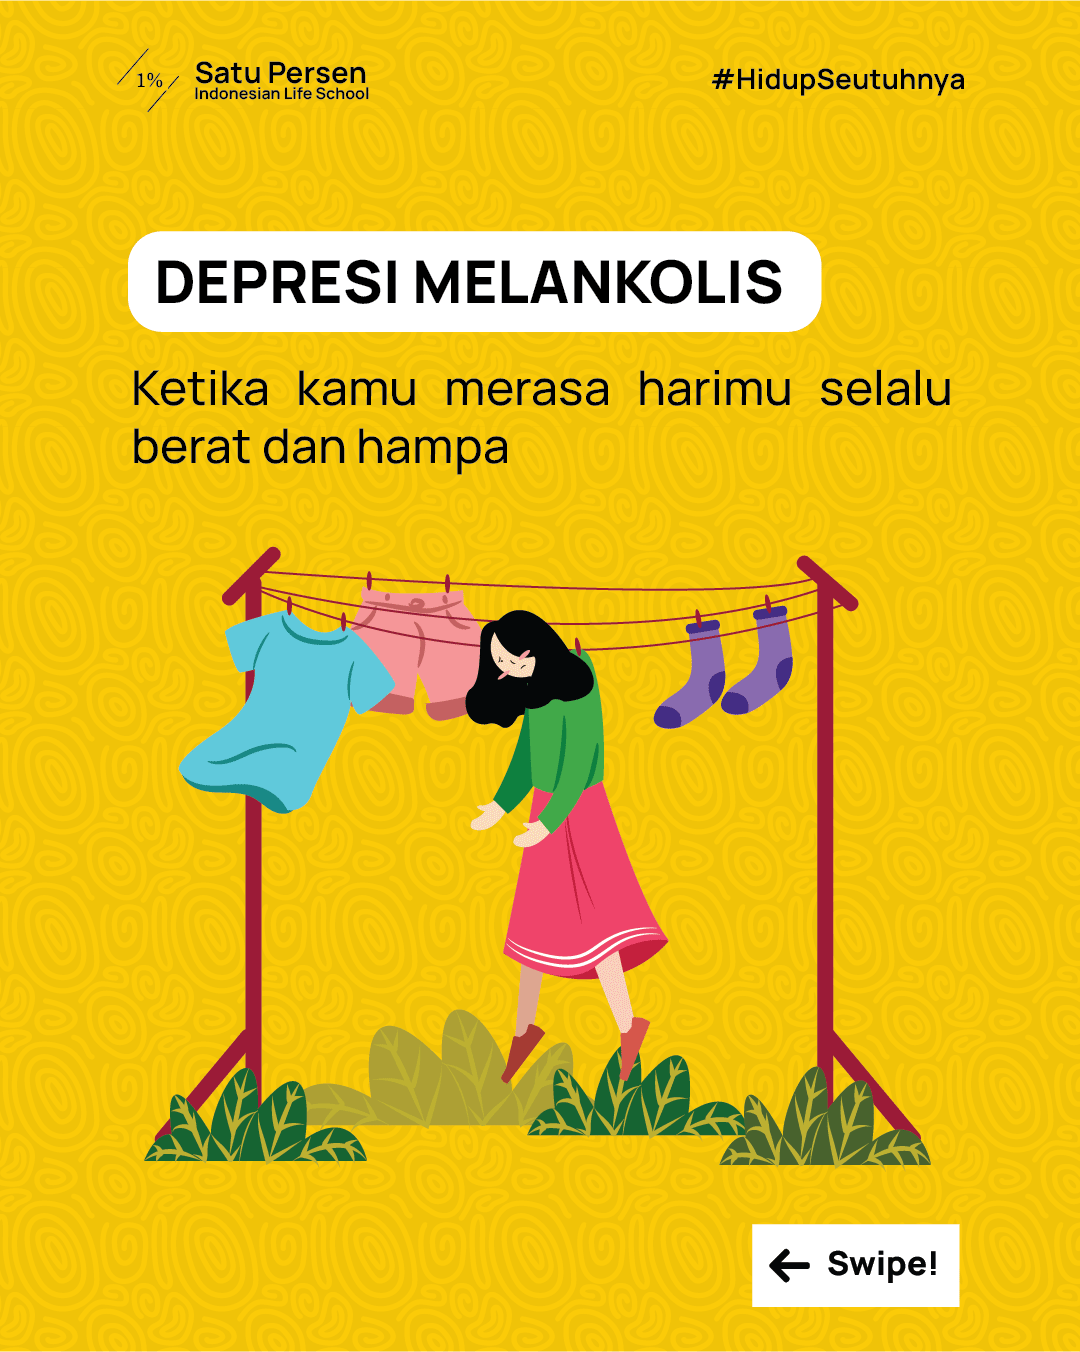 1%
Satu Persen
Indonesian Life School
#HidupSeutuhnya
DEPRESI MELANKOLIS
Ketika kamu merasa harimu selalu
berat dan hampa
Swipe!